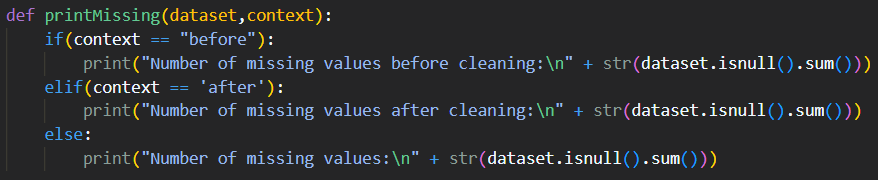 def printMissing(dataset,context):
    if(context == "before"):
        print("Number of missing values before cleaning:\n" + str(dataset.isnull().sum()))
    elif(context == 'after'):
        print("Number of missing values after cleaning:\n" + str(dataset.isnull().sum()))
    else:
        print("Number of missing values:\n" + str(dataset.isnull().sum()))